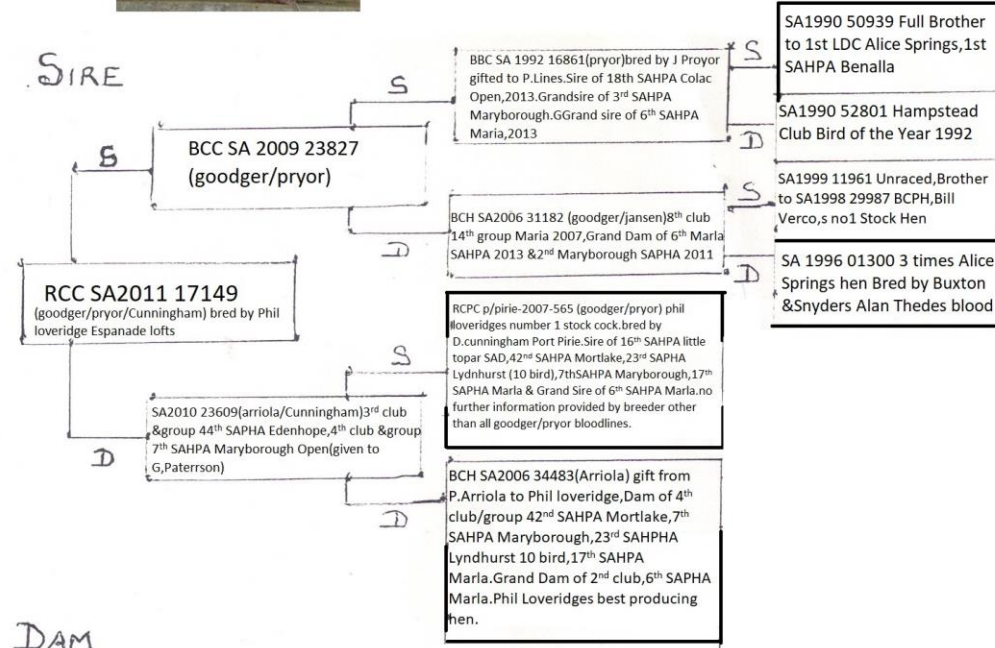 SIRE
S
RCC SA2011 17149
(goodger/pryor/Cunningham) bred by Phil
loveridge Espanade lofts
D
S
BCC SA 2009 23827
(goodger/pryor)
D
S
SA2010 23609(arriola/Cunningham)3rd club
&group 44th SAPHA Edenhope,4th club &group
7th SAHPA Maryborough Open(given to
G,Paterrson)
D
BBC SA 1992 16861(pryor)bred by J Proyor
gifted to P.Lines.Sire of 18th SAHPA Colac
Open,2013.Grandsire of 3rd SAHPA
Maryborough.GGrand sire of 6th SAHPA
Maria,2013
S
D
BCH SA2006 31182 (goodger/jansen)8th club
14th group Maria 2007,Grand Dam of 6th Marla
SAHPA 2013 &2nd Maryborough SAPHA 2011
S
D
RCPC p/pirie-2007-565 (goodger/pryor) phil
loveridges number 1 stock cock.bred by
D.cunningham Port Pirie.Sire of 16th SAHPA little
topar SAD,42nd SAHPA Mortlake,23rd SAPHA
Lydnhurst (10 bird),7thSAHPA Maryborough,17th
SAPHA Marla & Grand Sire of 6th SAHPA Marla.no
further information provided by breeder other
than all goodger/pryor bloodlines.
BCH SA2006 34483(Arriola) gift from
P.Arriola to Phil loveridge,Dam of 4th
club/group 42nd SAHPA Mortlake,7th
SAHPA Maryborough,23rd SAHPHA
Lyndhurst 10 bird,17th SAHPA
Marla.Grand Dam of 2nd club,6th SAPHA
Marla.Phil Loveridges best producing
hen.
SA1990 50939 Full Brother
to 1st LDC Alice Springs,1st
SAHPA Benalla
SA1990 52801 Hampstead
Club Bird of the Year 1992
SA1999 11961 Unraced,Brother
to SA1998 29987 BCPH,Bill
Verco,s no1 Stock Hen
SA 1996 01300 3 times Alice
Springs hen Bred by Buxton
&Snyders Alan Thedes blood
DAM